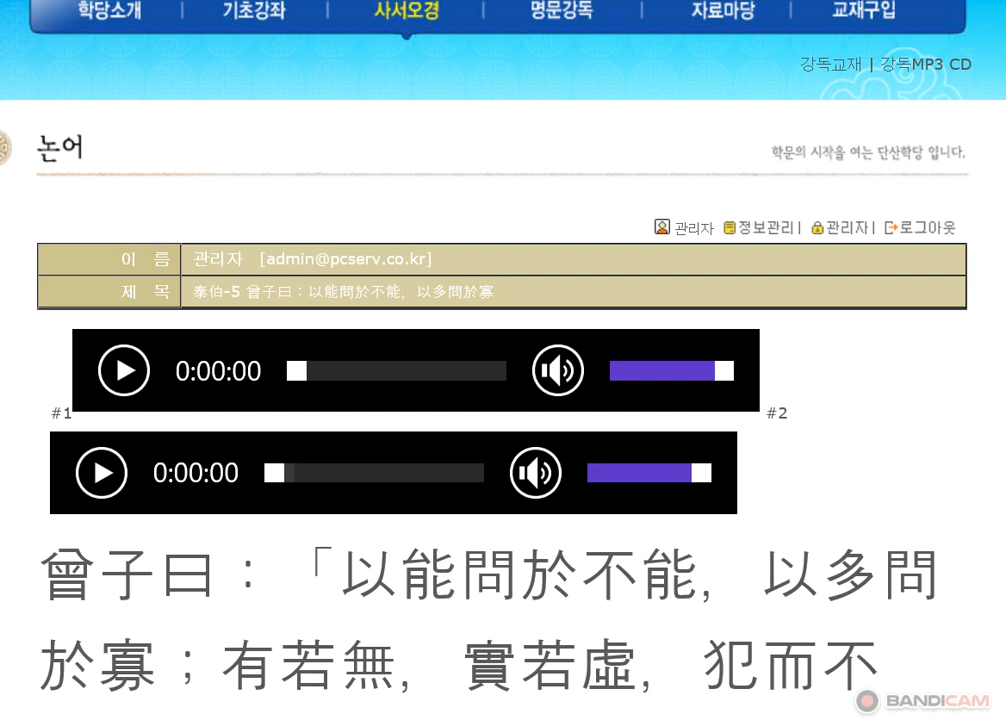 학당소개 | 기초강좌 | 사서오경 | 명문강독 | 자료마당 | 교재구입
강독교재 | 강독MP3 CD
논어
학문의 시작을 여는 단산학당 입니다.
관리자 정보관리| 관리자| 로그아웃
이 름 관리자 [admin@pcserv.co.kr]
제 목 泰伯-5 曾子曰：以能問於不能，以多問於寡
0:00:00
#1 #2
0:00:00
曾子曰：「以能問於不能，以多問
於寡；有若無，實若虛，犯而不
BANDICAM